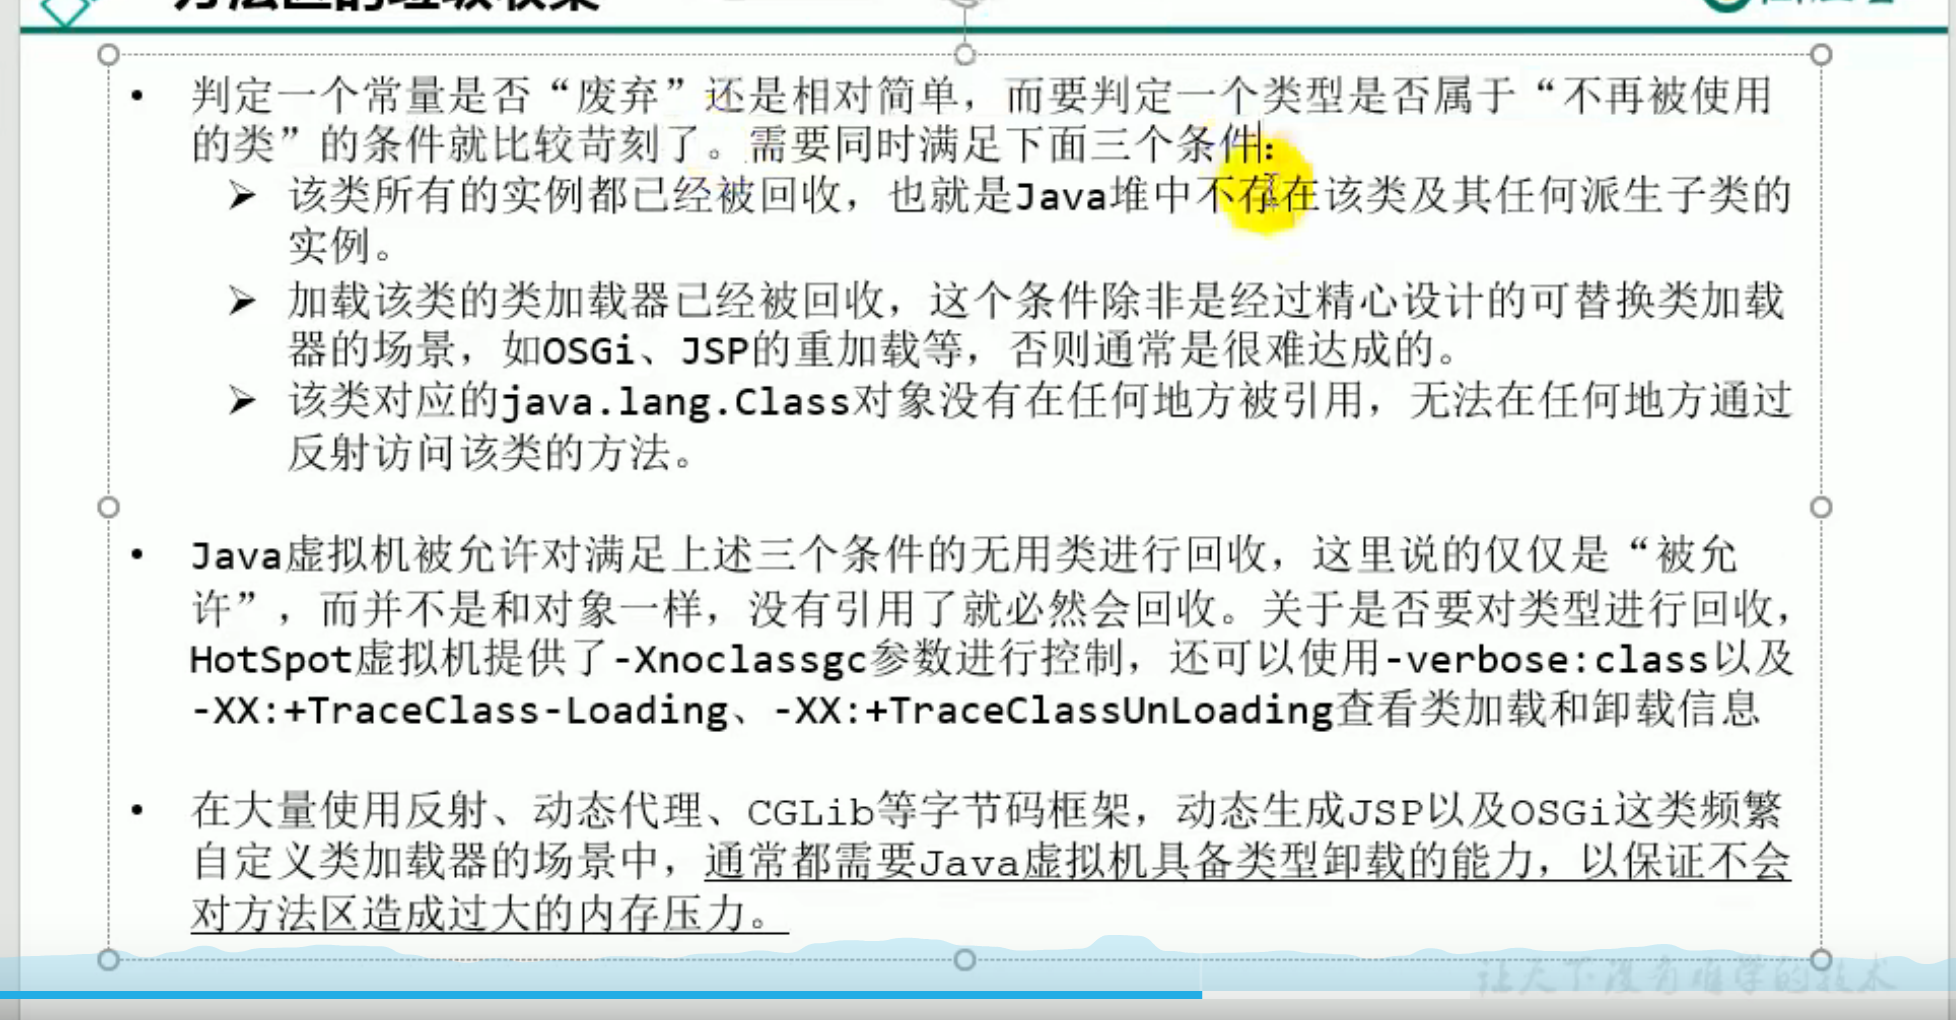 方法区的垃圾收集
• 判定一个常量是否“废弃”还是相对简单，而要判定一个类型是否属于“不再被使用
的类”的条件就比较苛刻了。需要同时满足下面三个条件：
➢ 该类所有的实例都已经被回收，也就是Java堆中不存在该类及其任何派生子类的
实例。
➢ 加载该类的类加载器已经被回收，这个条件除非是经过精心设计的可替换类加载
器的场景，如OSGi、JSP的重加载等，否则通常是很难达成的。
➢ 该类对应的java.lang.Class对象没有在任何地方被引用，无法在任何地方通过
反射访问该类的方法。
• Java虚拟机被允许对满足上述三个条件的无用类进行回收，这里说的仅仅是“被允
许”，而并不是和对象一样，没有引用了就必然会回收。关于是否要对类型进行回收，
HotSpot虚拟机提供了-Xnoclassgc参数进行控制，还可以使用-verbose:class以及
-XX:+TraceClass-Loading、-XX:+TraceClassUnLoading查看类加载和卸载信息
• 在大量使用反射、动态代理、CGLib等字节码框架，动态生成JSP以及OSGi这类频繁
自定义类加载器的场景中，通常都需要Java虚拟机具备类型卸载的能力，以保证不会
对方法区造成过大的内存压力。
让天下没有难学的技术